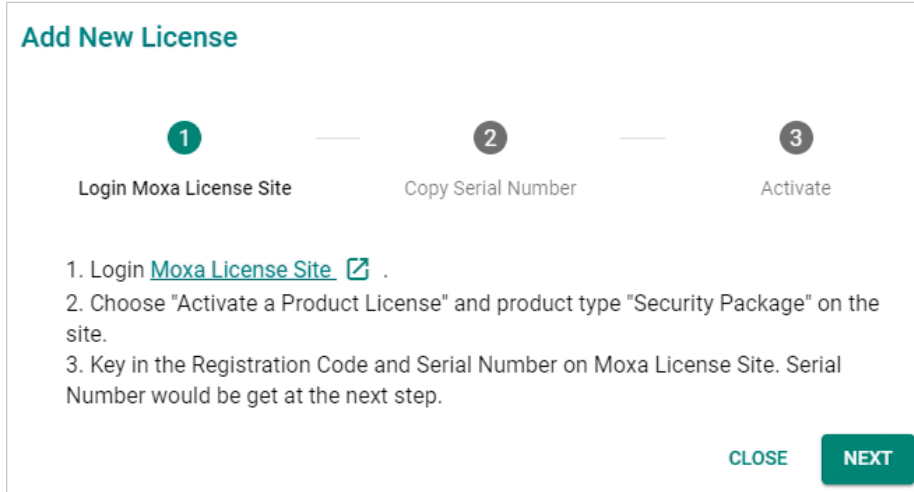 Add New License
1
2
3
Login Moxa License Site
Copy Serial Number
Activate
1. Login Moxa License Site .
2. Choose "Activate a Product License" and product type "Security Package" on the
site.
3. Key in the Registration Code and Serial Number on Moxa License Site. Serial
Number would be get at the next step.
CLOSE
NEXT